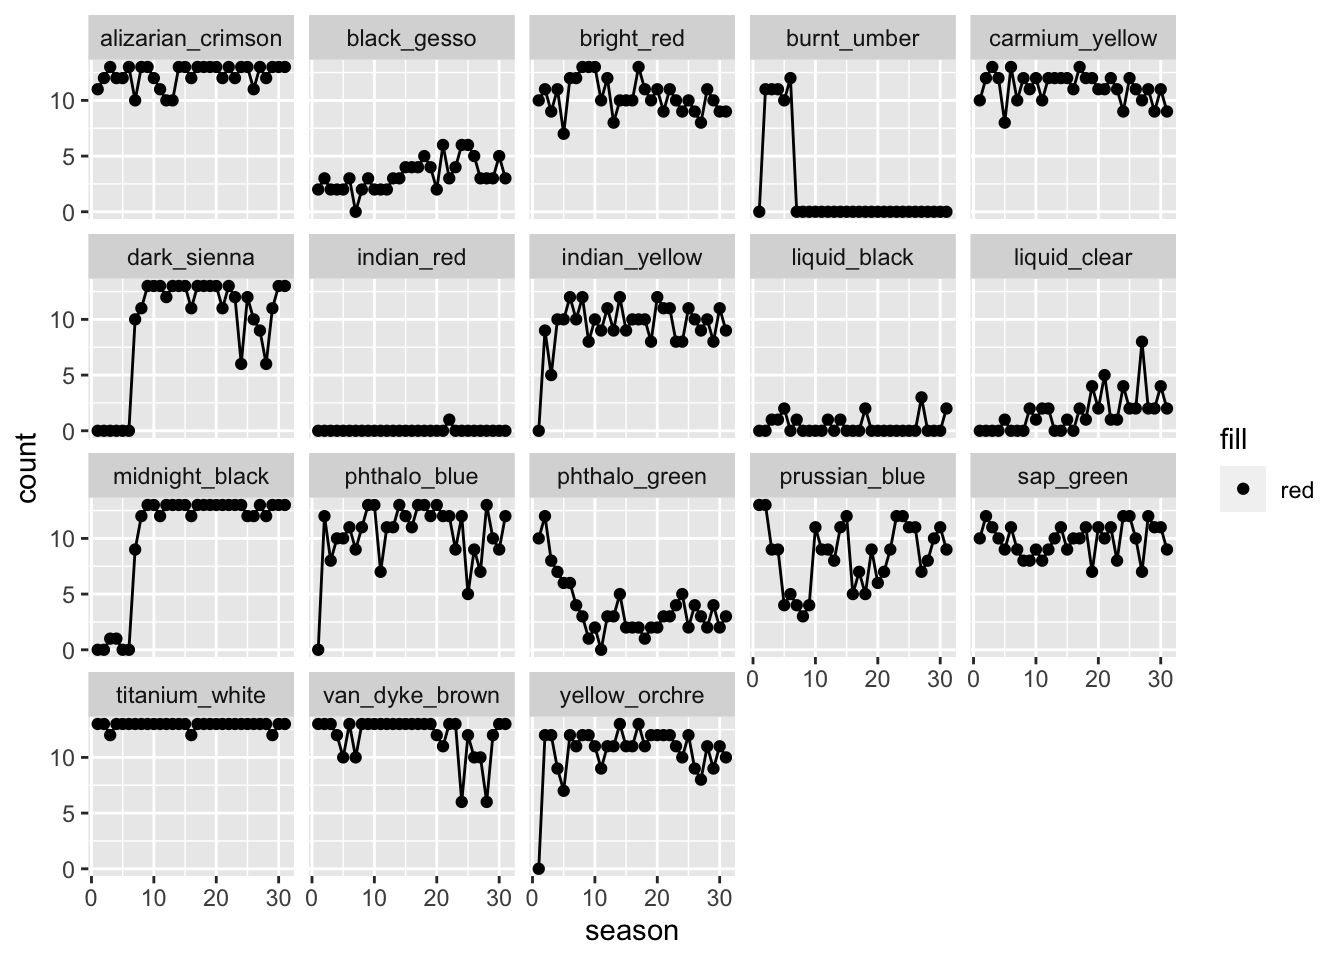 alizarian_crimson
black_gesso
bright_red
burnt_umber
carmium_yellow
10
5
0
dark_sienna
indian_red
indian_yellow
liquid_black
liquid_clear
10
5
0
midnight_black
phthalo_blue
phthalo_green
prussian_blue
sap_green
10
5
0
0 10 20 30
0 10 20 30
titanium_white
van_dyke_brown
yellow_orchre
10
5
0
0 10 20 30
0 10 20 30
0 10 20 30
season
count
fill
red